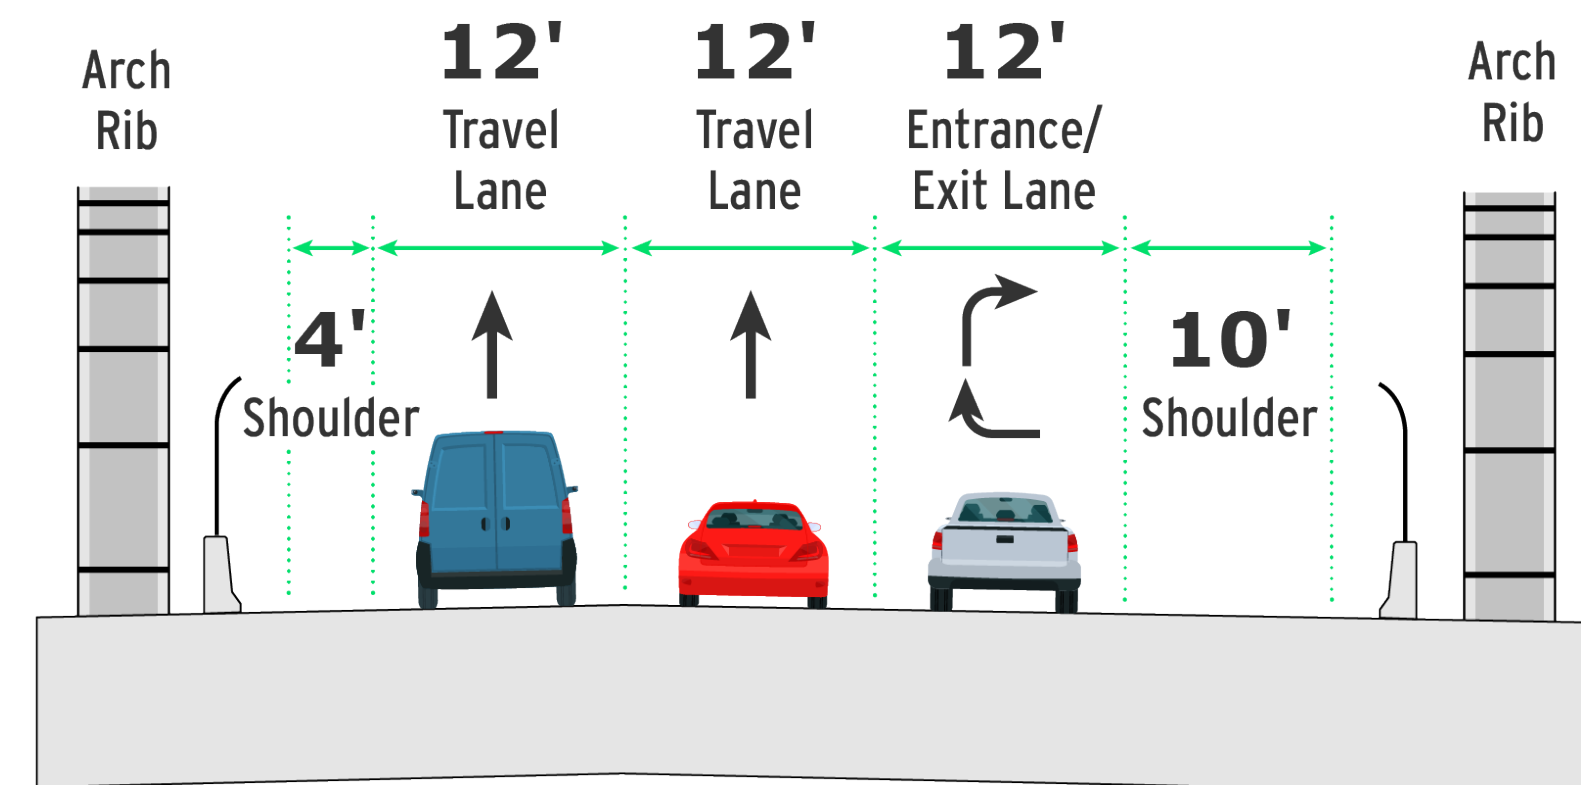 Arch
Rib
12'
Travel
Lane
12'
Travel
Lane
12'
Entrance/
Exit Lane
Arch
Rib
4'
Shoulder
10'
Shoulder